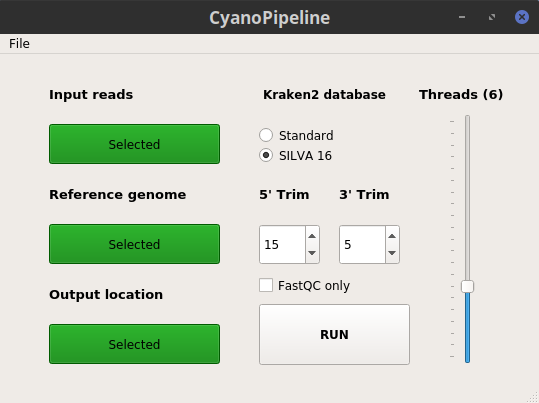 CyanoPipeline
File
Input reads
Selected
Reference genome
Selected
Output location
Selected
Kraken2 database
Standard
SILVA 16
5' Trim
3' Trim
15
5
FastQC only
RUN
Threads (6)